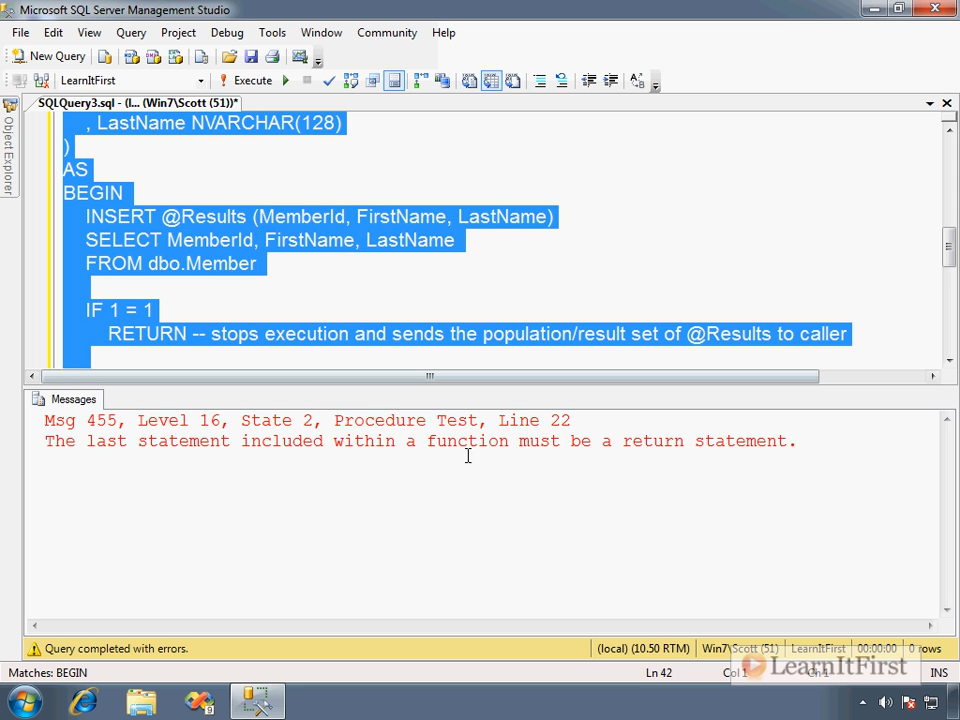 Microsoft SQL Server Management Studio
File Edit View Query Project Debug Tools Window Community Help
New Query
LearnItFirst Execute
SQLQuery3.sql - (l... (Win7\Scott (51))*
Object Explorer
, LastName NVARCHAR(128)
)
AS
BEGIN
INSERT @Results (MemberId, FirstName, LastName)
SELECT MemberId, FirstName, LastName
FROM dbo.Member
IF 1 = 1
RETURN -- stops execution and sends the population/result set of @Results to caller
Messages
Msg 455, Level 16, State 2, Procedure Test, Line 22
The last statement included within a function must be a return statement.
Query completed with errors. (local) (10.50 RTM) Win7\Scott (51) LearnItFirst 00:00:00 0 rows
Matches: BEGIN Ln 42 Col 1 Ch 1 INS
LearnItFirst